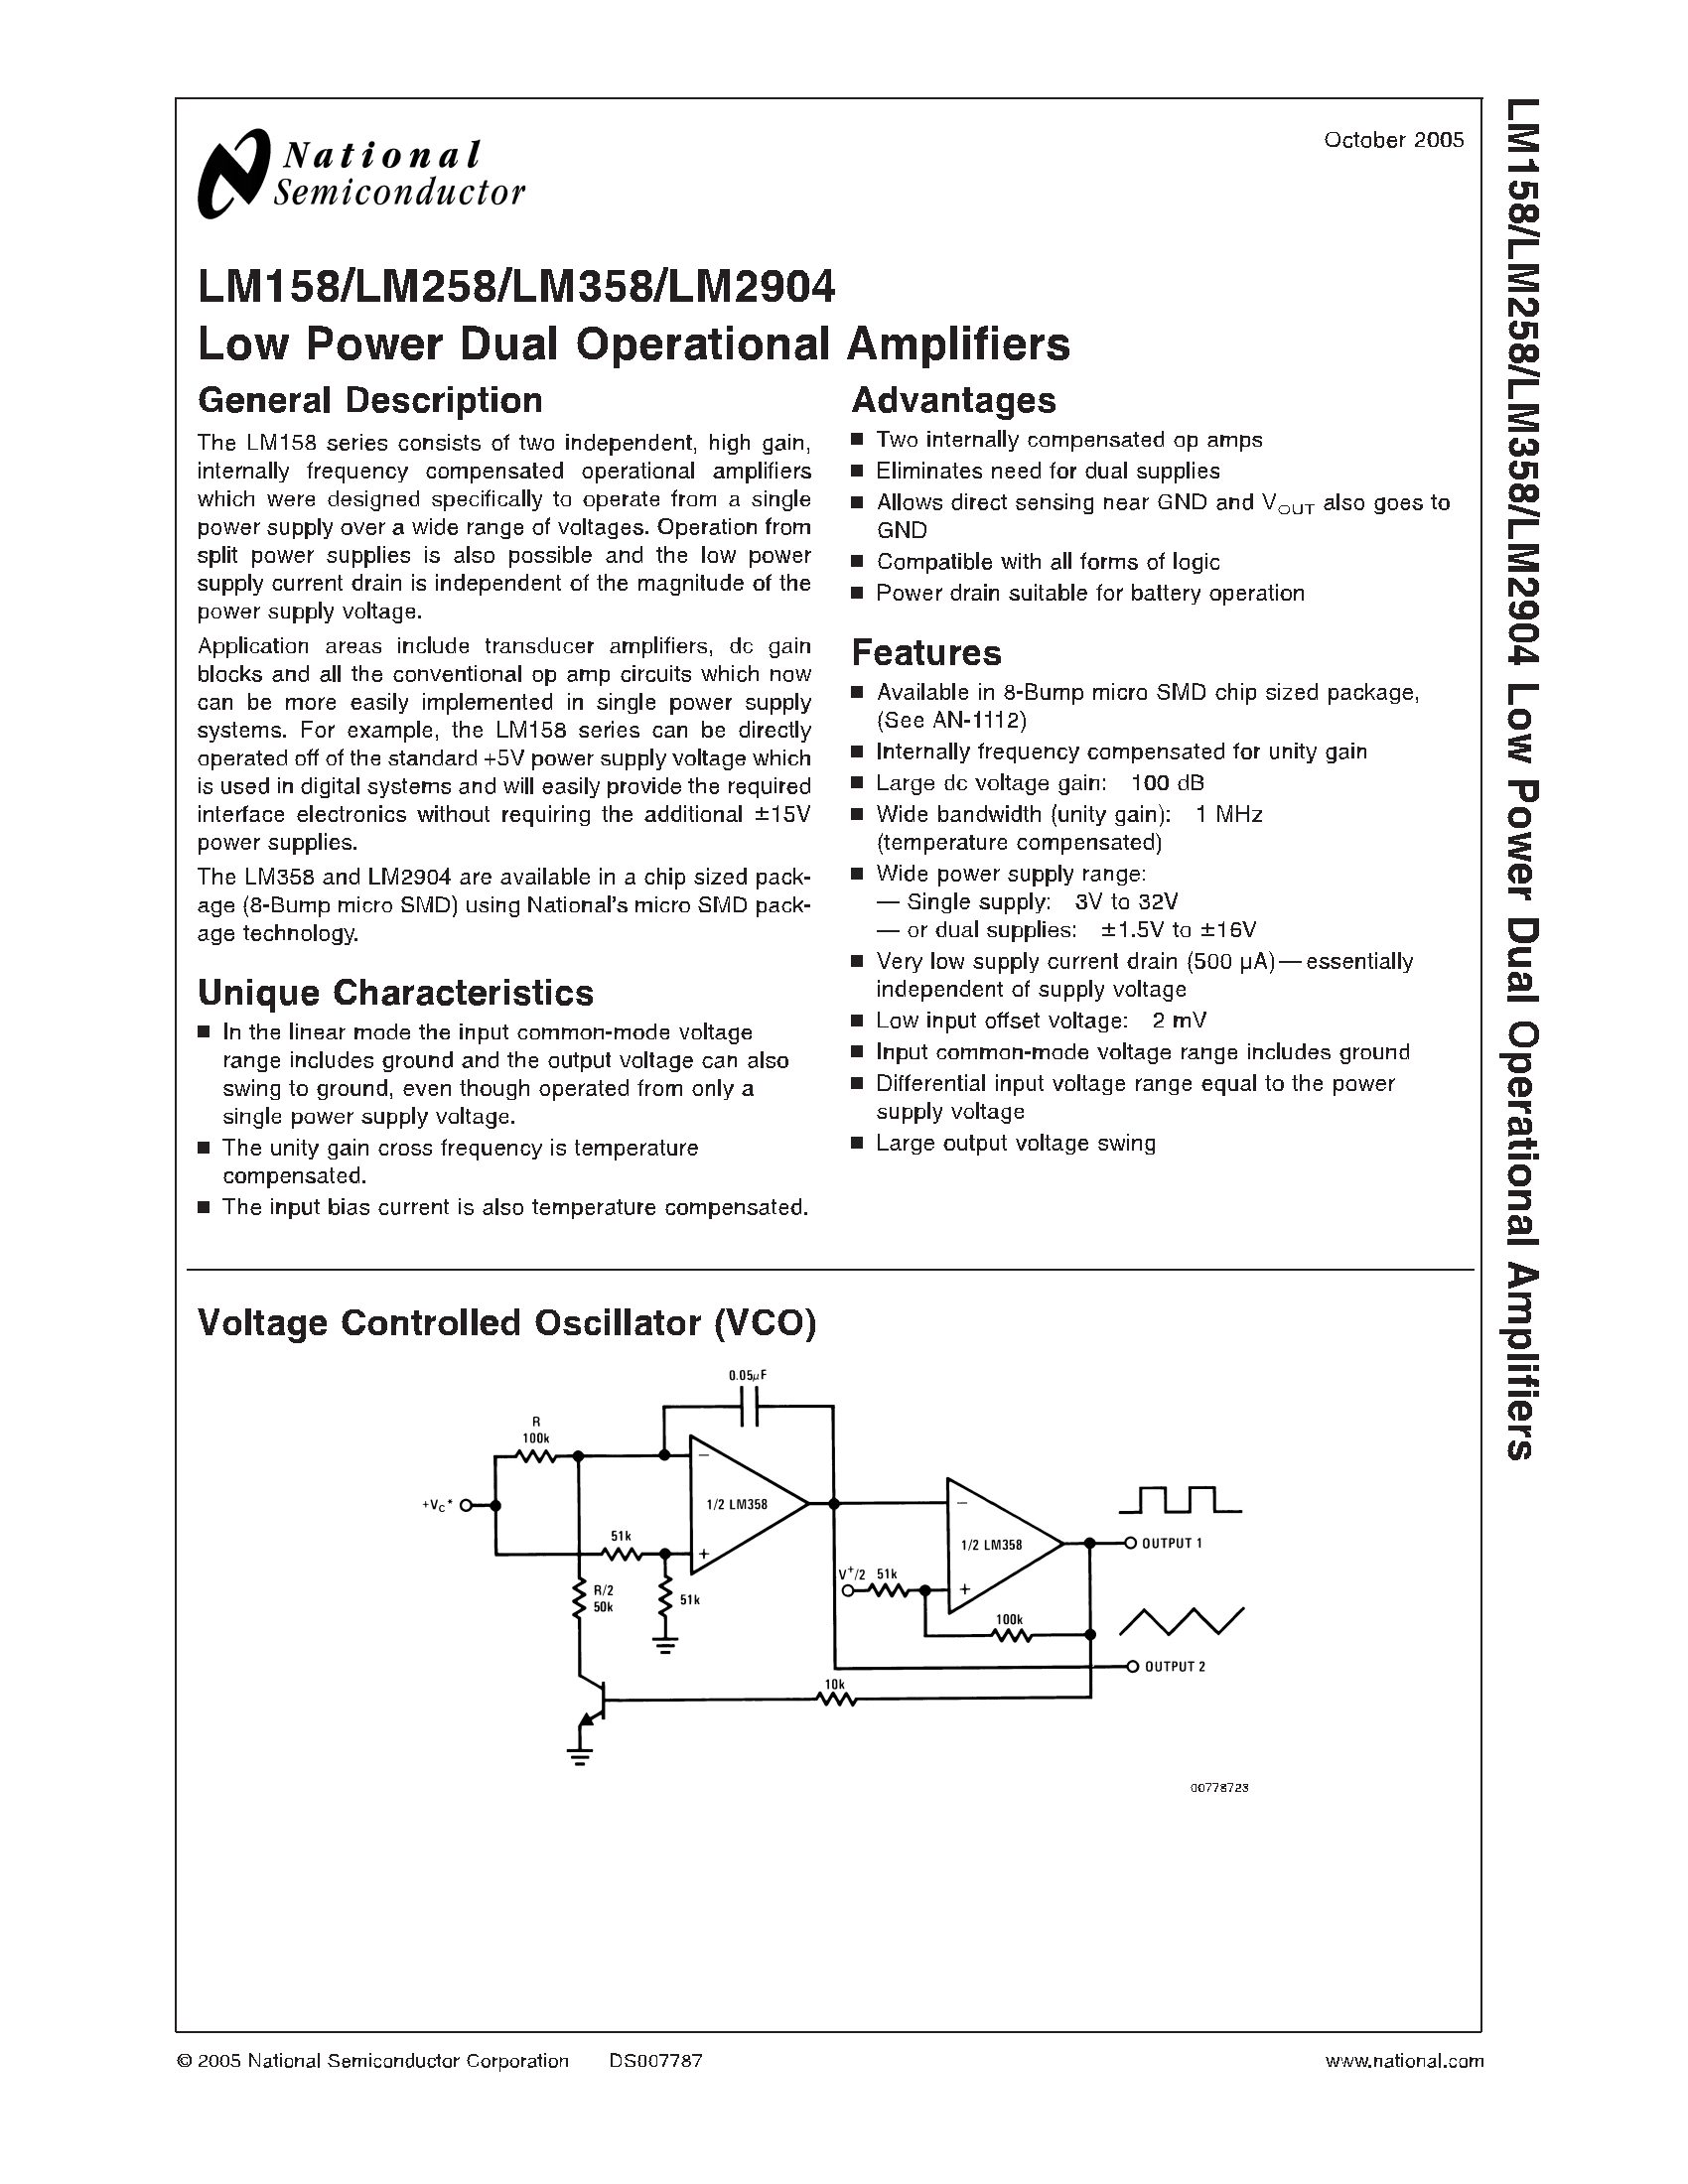 National
Semiconductor
October 2005
LM158/LM258/LM358/LM2904
Low Power Dual Operational Amplifiers
General Description
The LM158 series consists of two independent, high gain,
internally frequency compensated operational amplifiers
which were designed specifically to operate from a single
power supply over a wide range of voltages. Operation from
split power supplies is also possible and the low power
supply current drain is independent of the magnitude of the
power supply voltage.
Application areas include transducer amplifiers, dc gain
blocks and all the conventional op amp circuits which now
can be more easily implemented in single power supply
systems. For example, the LM158 series can be directly
operated off of the standard +5V power supply voltage which
is used in digital systems and will easily provide the required
interface electronics without requiring the additional ±15V
power supplies.
The LM358 and LM2904 are available in a chip sized pack-
age (8-Bump micro SMD) using National's micro SMD pack-
age technology.
Unique Characteristics
■ In the linear mode the input common-mode voltage
range includes ground and the output voltage can also
swing to ground, even though operated from only a
single power supply voltage.
■ The unity gain cross frequency is temperature
compensated.
■ The input bias current is also temperature compensated.
Advantages
■ Two internally compensated op amps
■ Eliminates need for dual supplies
■ Allows direct sensing near GND and VOUT also goes to
GND
■ Compatible with all forms of logic
■ Power drain suitable for battery operation
Features
■ Available in 8-Bump micro SMD chip sized package,
(See AN-1112)
■ Internally frequency compensated for unity gain
■ Large dc voltage gain: 100 dB
■ Wide bandwidth (unity gain): 1 MHz
(temperature compensated)
■ Wide power supply range:
— Single supply: 3V to 32V
— or dual supplies: ±1.5V to ±16V
■ Very low supply current drain (500 µA)—essentially
independent of supply voltage
■ Low input offset voltage: 2 mV
■ Input common-mode voltage range includes ground
■ Differential input voltage range equal to the power
supply voltage
■ Large output voltage swing
Voltage Controlled Oscillator (VCO)
0.05µF
R
100k
−
+VC*
1/2 LM358
51k
+
R/2
50k
51k
−
1/2 LM358
OUTPUT 1
V+/2 51k
+
100k
OUTPUT 2
10k
00778723
© 2005 National Semiconductor Corporation DS007787
www.national.com
LM158/LM258/LM358/LM2904 Low Power Dual Operational Amplifiers